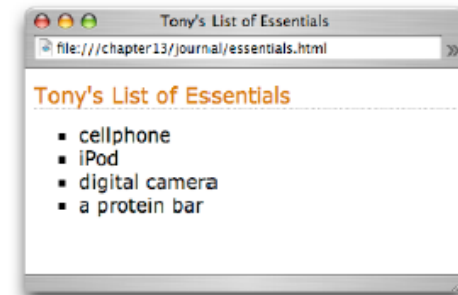 Tony's List of Essentials
file:///chapter13/journal/essentials.html
»
Tony's List of Essentials
▪ cellphone
▪ iPod
▪ digital camera
▪ a protein bar